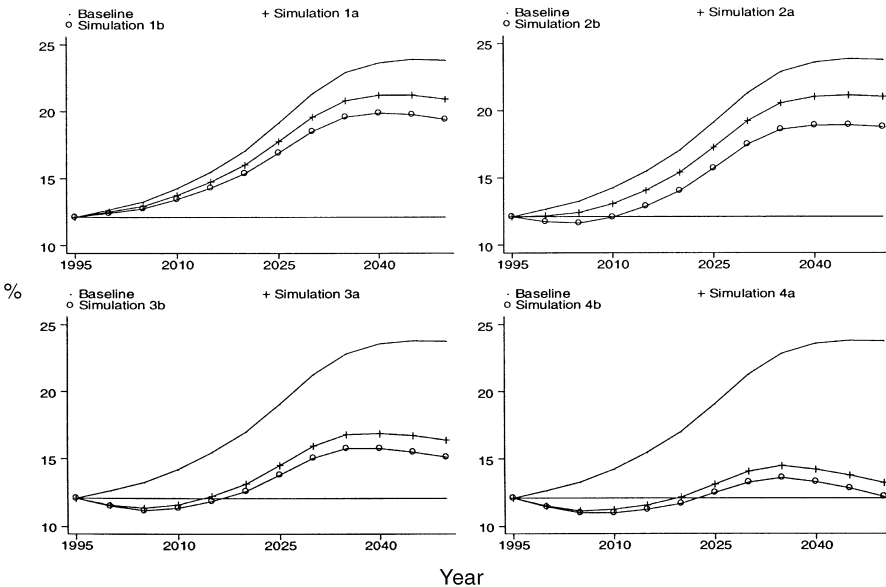 · Baseline + Simulation 1a
o Simulation 1b
25
20
15
10
1995 2010 2025 2040
· Baseline + Simulation 2a
o Simulation 2b
25
20
15
10
1995 2010 2025 2040
%
· Baseline + Simulation 3a
o Simulation 3b
25
20
15
10
1995 2010 2025 2040
· Baseline + Simulation 4a
o Simulation 4b
25
20
15
10
1995 2010 2025 2040
Year